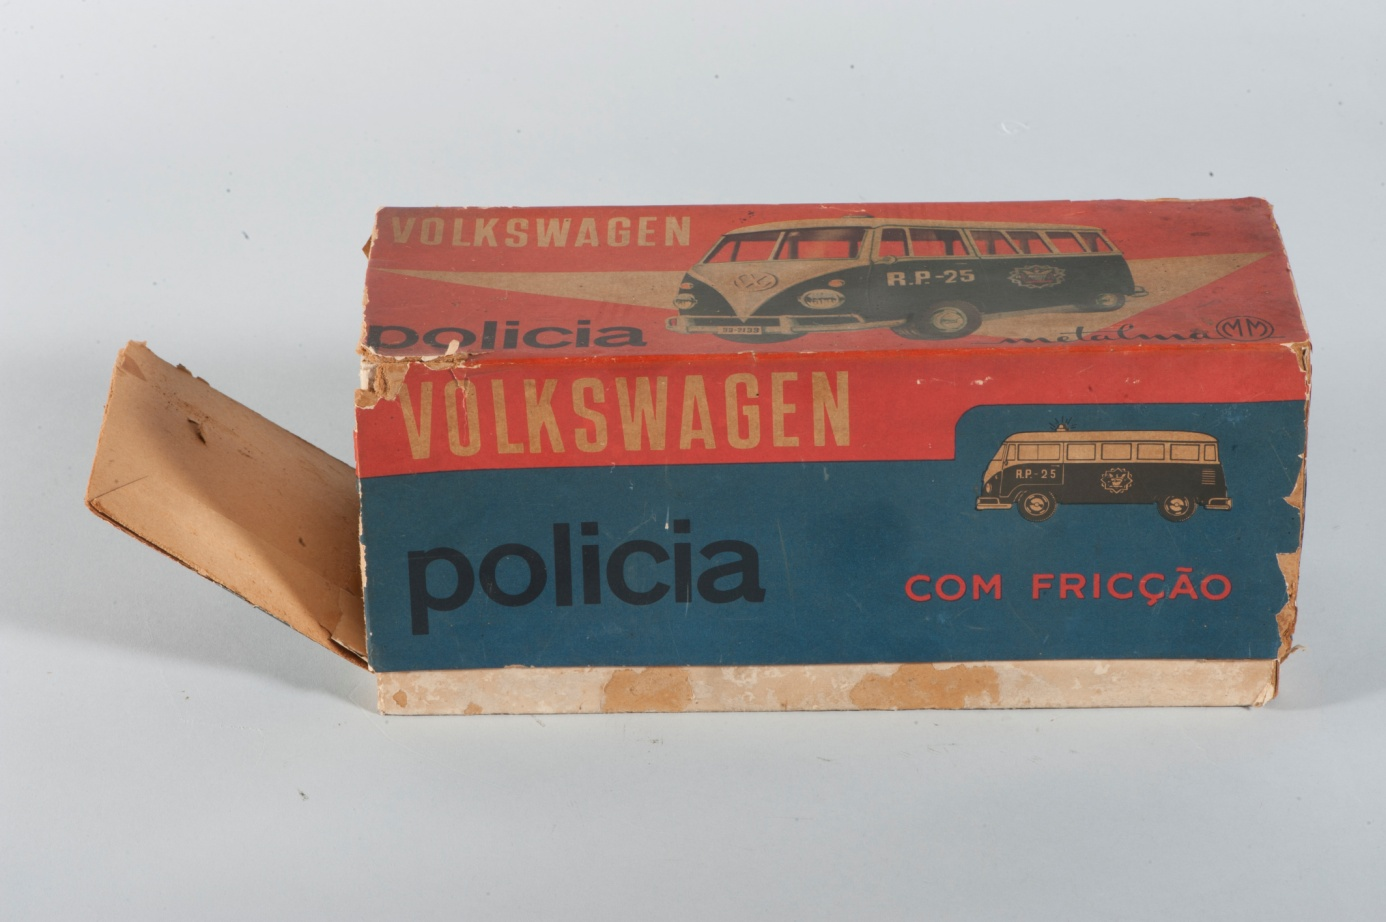 VOLKSWAGEN
R.P.-25
policia
metalma MM
VOLKSWAGEN
R.P.-25
policia
COM FRICÇÃO